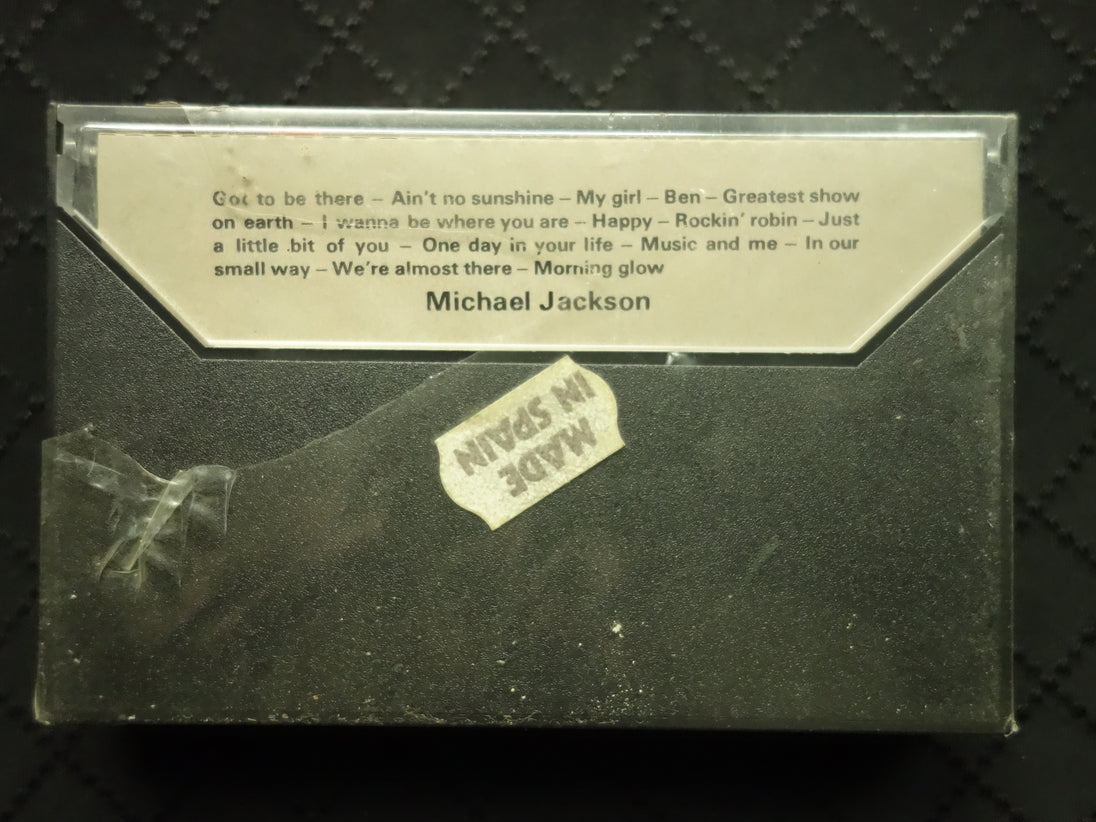 Got to be there – Ain't no sunshine – My girl – Ben – Greatest show
on earth – I wanna be where you are – Happy – Rockin' robin – Just
a little bit of you – One day in your life – Music and me – In our
small way – We're almost there – Morning glow
Michael Jackson
MADE
IN SPAIN